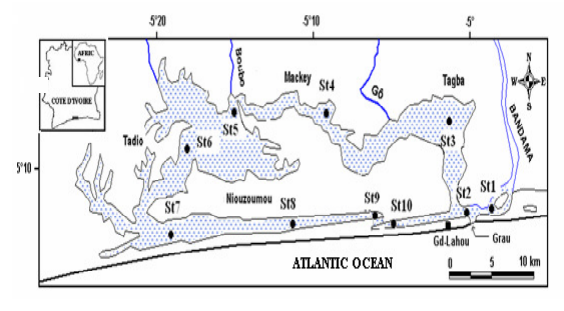 -5°20
-5°10
-5°
AFRIC
COTE D'IVOIRE
Boubo
Mackey
St4
Gô
Tagba
N
W
E
S
BANDAMA
St5
St3
Tadio
St6
5°10
Niouzoumou
St7
St8
St9
St10
St2
St1
Gd-Lahou
Grau
ATLANTIC OCEAN
0 5 10 km